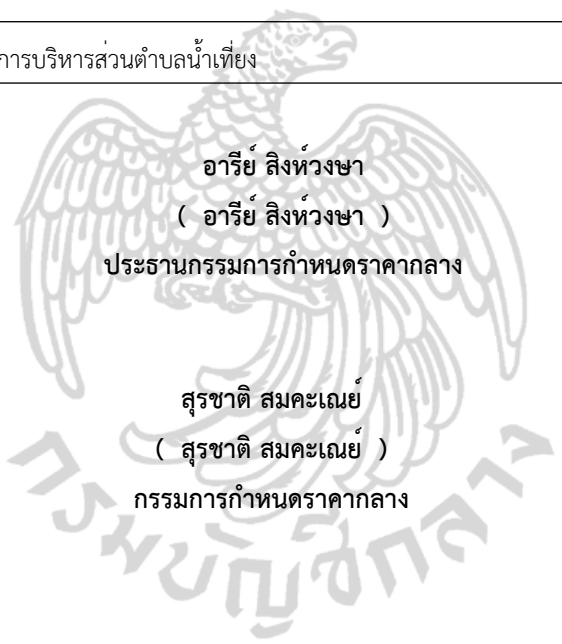 การบริหารส่วนตำบลน้ำเที่ยง
อารีย์ สิงห์วงษา
( อารีย์ สิงห์วงษา )
ประธานกรรมการกำหนดราคากลาง
สุรชาติ สมคะเณย์
( สุรชาติ สมคะเณย์ )
กรรมการกำหนดราคากลาง
กรมบัญชีกลาง